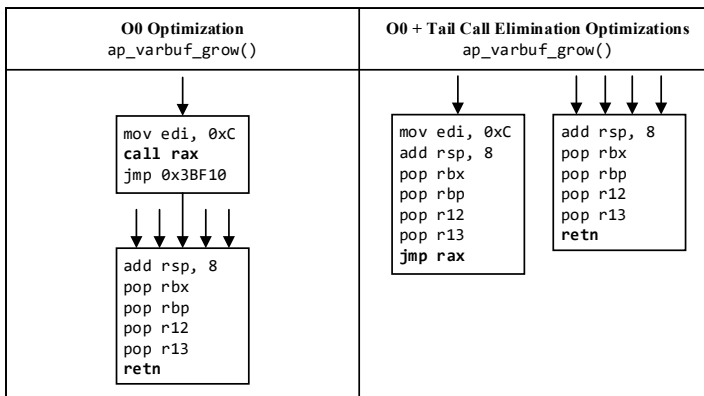 O0 Optimization
ap_varbuf_grow()
O0 + Tail Call Elimination Optimizations
ap_varbuf_grow()
mov edi, 0xC
call rax
jmp 0x3BF10
add rsp, 8
pop rbx
pop rbp
pop r12
pop r13
retn
mov edi, 0xC
add rsp, 8
pop rbx
pop rbp
pop r12
pop r13
jmp rax
add rsp, 8
pop rbx
pop rbp
pop r12
pop r13
retn